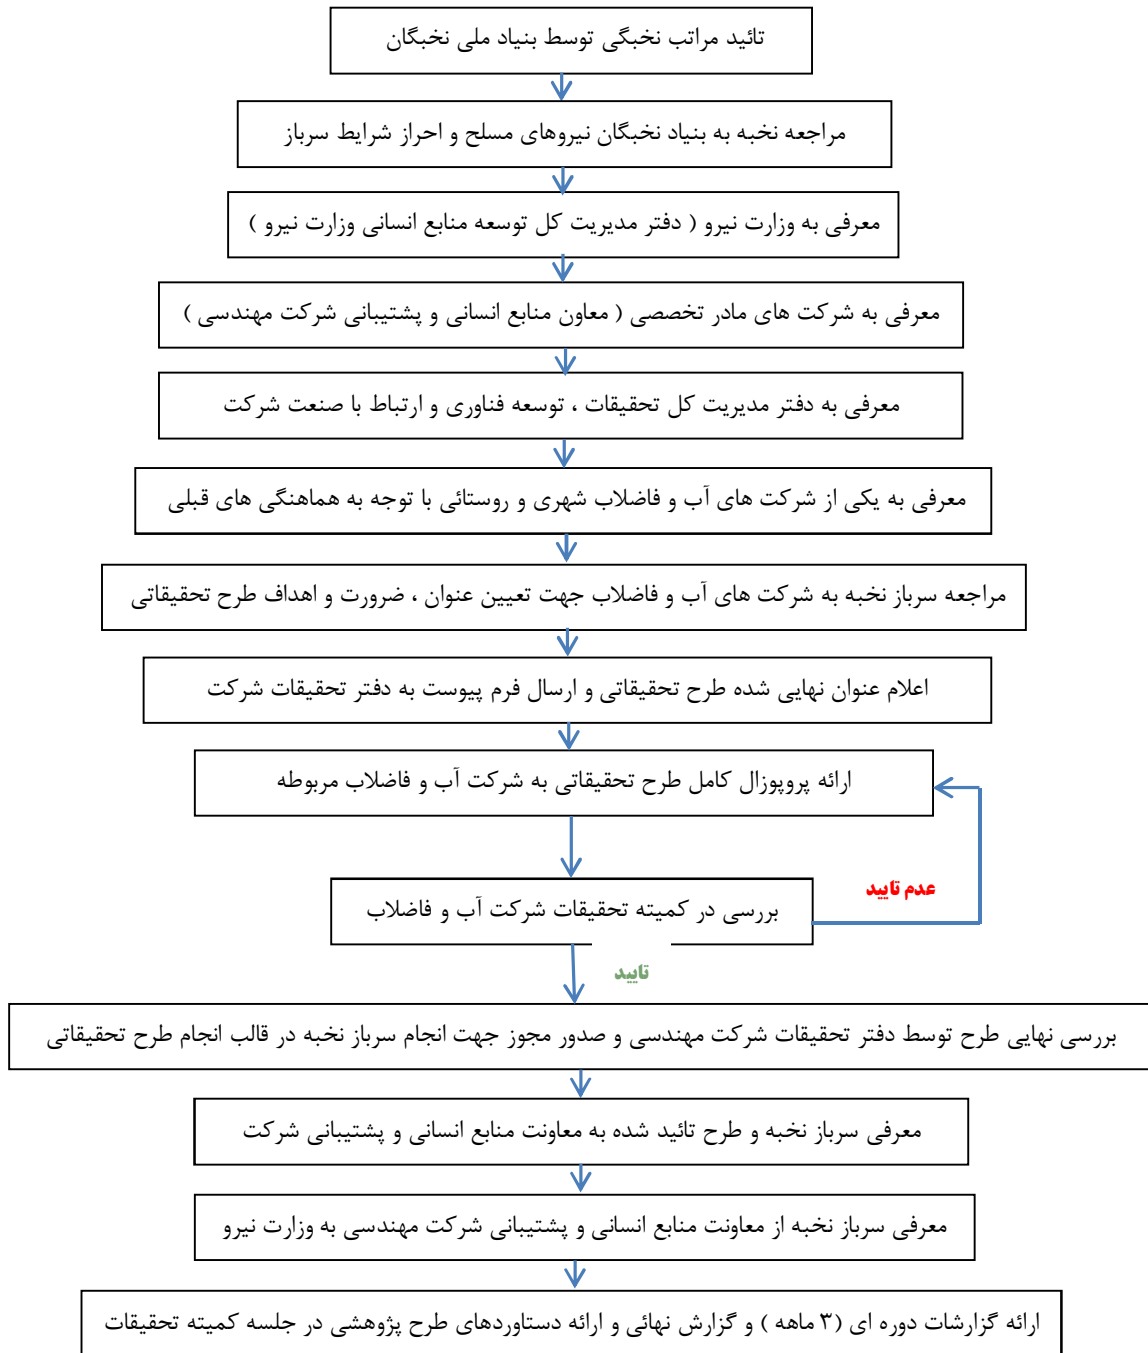 تائید مراتب نخبگی توسط بنیاد ملی نخبگان
مراجعه نخبه به بنیاد نخبگان نیروهای مسلح و احراز شرایط سرباز
معرفی به وزارت نیرو ( دفتر مدیریت کل توسعه منابع انسانی وزارت نیرو )
معرفی به شرکت های مادر تخصصی ( معاون منابع انسانی و پشتیبانی شرکت مهندسی )
معرفی به دفتر مدیریت کل تحقیقات ، توسعه فناوری و ارتباط با صنعت شرکت
معرفی به یکی از شرکت های آب و فاضلاب شهری و روستائی با توجه به هماهنگی های قبلی
مراجعه سرباز نخبه به شرکت های آب و فاضلاب جهت تعیین عنوان ، ضرورت و اهداف طرح تحقیقاتی
اعلام عنوان نهایی شده طرح تحقیقاتی و ارسال فرم پیوست به دفتر تحقیقات شرکت
ارائه پروپوزال کامل طرح تحقیقاتی به شرکت آب و فاضلاب مربوطه
عدم تایید
بررسی در کمیته تحقیقات شرکت آب و فاضلاب
تایید
بررسی نهایی طرح توسط دفتر تحقیقات شرکت مهندسی و صدور مجوز جهت انجام سرباز نخبه در قالب انجام طرح تحقیقاتی
معرفی سرباز نخبه و طرح تائید شده به معاونت منابع انسانی و پشتیبانی شرکت
معرفی سرباز نخبه از معاونت منابع انسانی و پشتیبانی شرکت مهندسی به وزارت نیرو
ارائه گزارشات دوره ای (۳ ماهه ) و گزارش نهائی و ارائه دستاوردهای طرح پژوهشی در جلسه کمیته تحقیقات